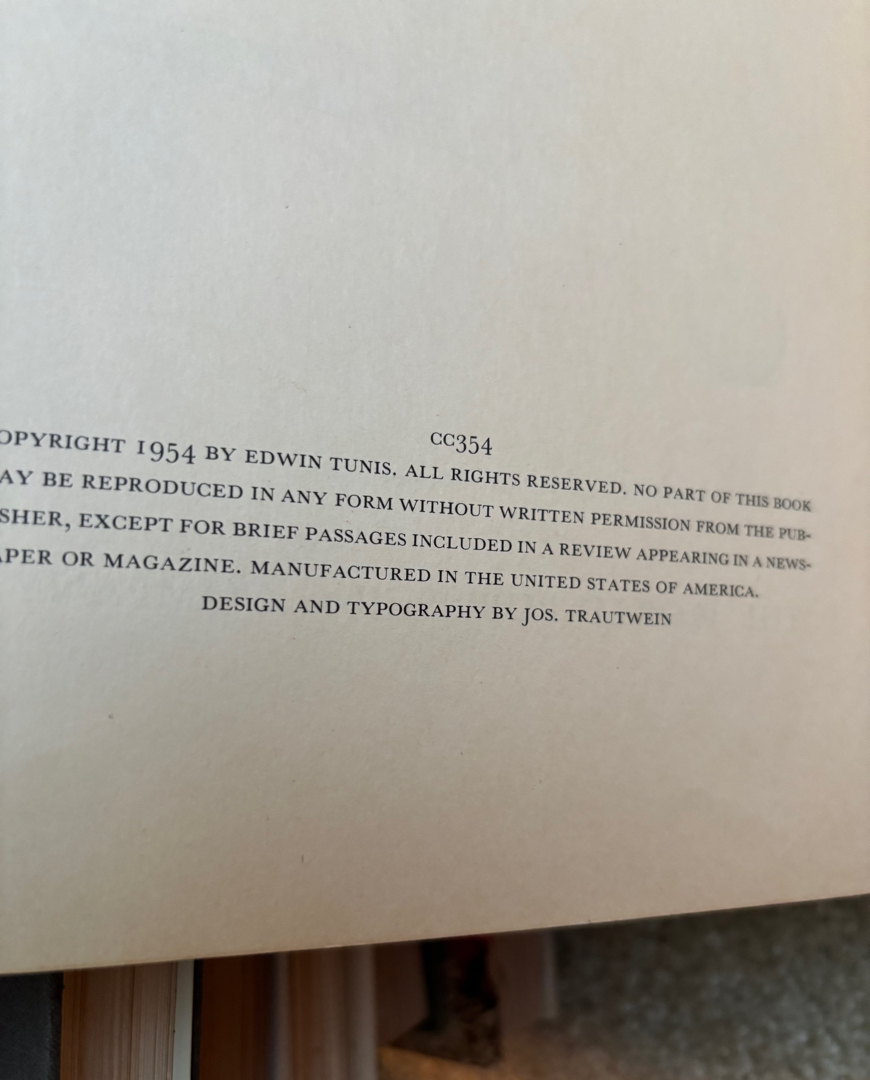 CC354
OPYRIGHT 1954 BY EDWIN TUNIS. ALL RIGHTS RESERVED. NO PART OF THIS BOOK
AY BE REPRODUCED IN ANY FORM WITHOUT WRITTEN PERMISSION FROM THE PUB-
SHER, EXCEPT FOR BRIEF PASSAGES INCLUDED IN A REVIEW APPEARING IN A NEWS-
APER OR MAGAZINE. MANUFACTURED IN THE UNITED STATES OF AMERICA.
DESIGN AND TYPOGRAPHY BY JOS. TRAUTWEIN